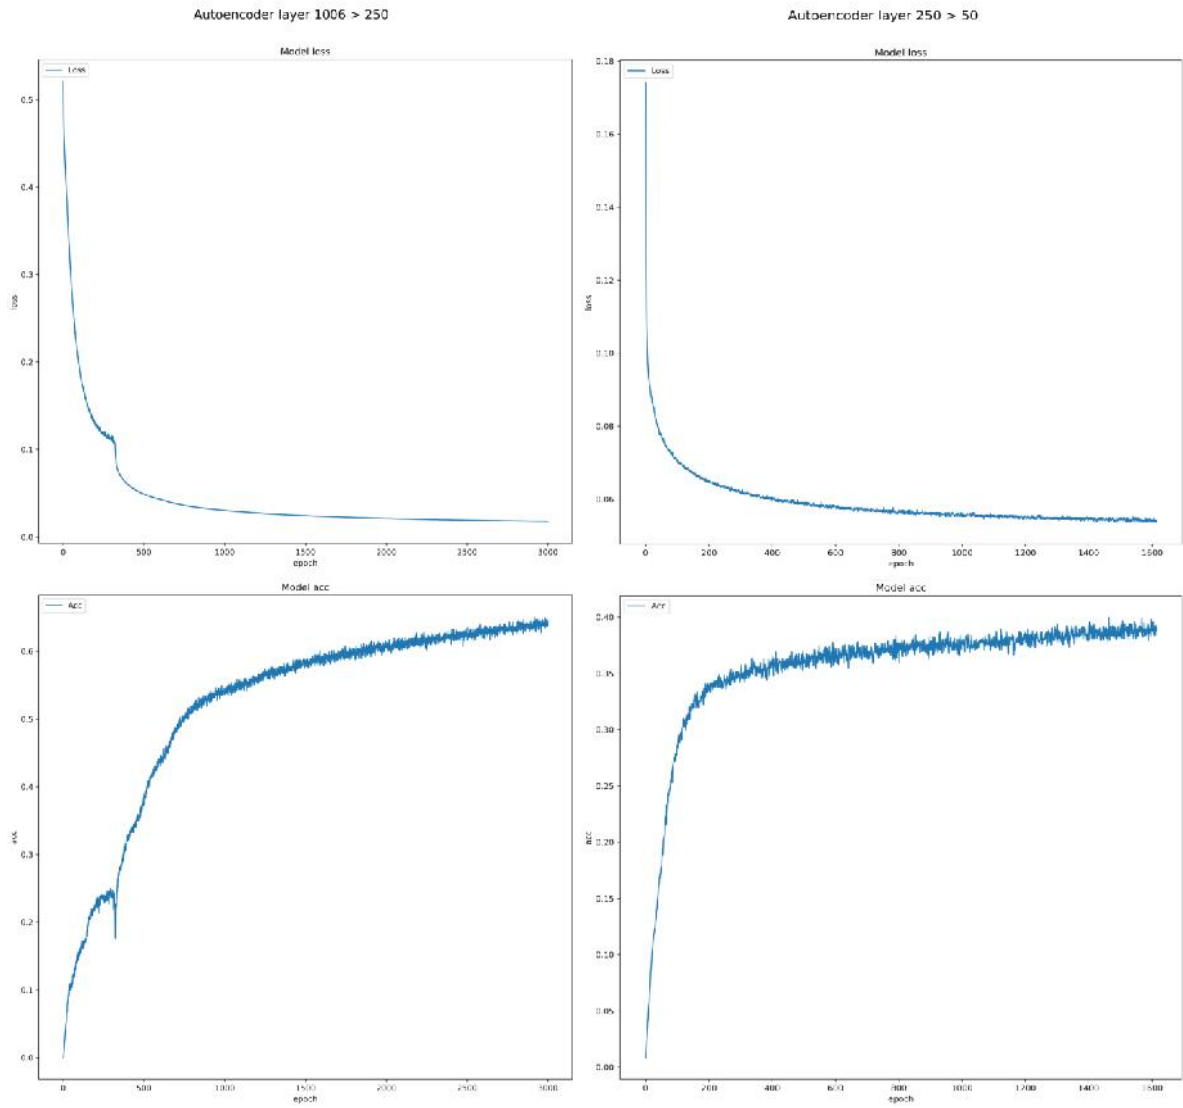 Autoencoder layer 1006 > 250
Model loss
Loss
0.5
0.4
0.3
0.2
0.1
0.0
loss
0 500 1000 1500 2000 2500 3000
epoch
Autoencoder layer 250 > 50
Model loss
Loss
0.18
0.16
0.14
0.12
0.10
0.08
0.06
loss
0 200 400 600 800 1000 1200 1400 1600
epoch
Model acc
Acc
0.6
0.5
0.4
0.3
0.2
0.1
0.0
acc
0 500 1000 1500 2000 2500 3000
epoch
Model acc
Acc
0.40
0.35
0.30
0.25
0.20
0.15
0.10
0.05
0.00
acc
0 200 400 600 800 1000 1200 1400 1600
epoch